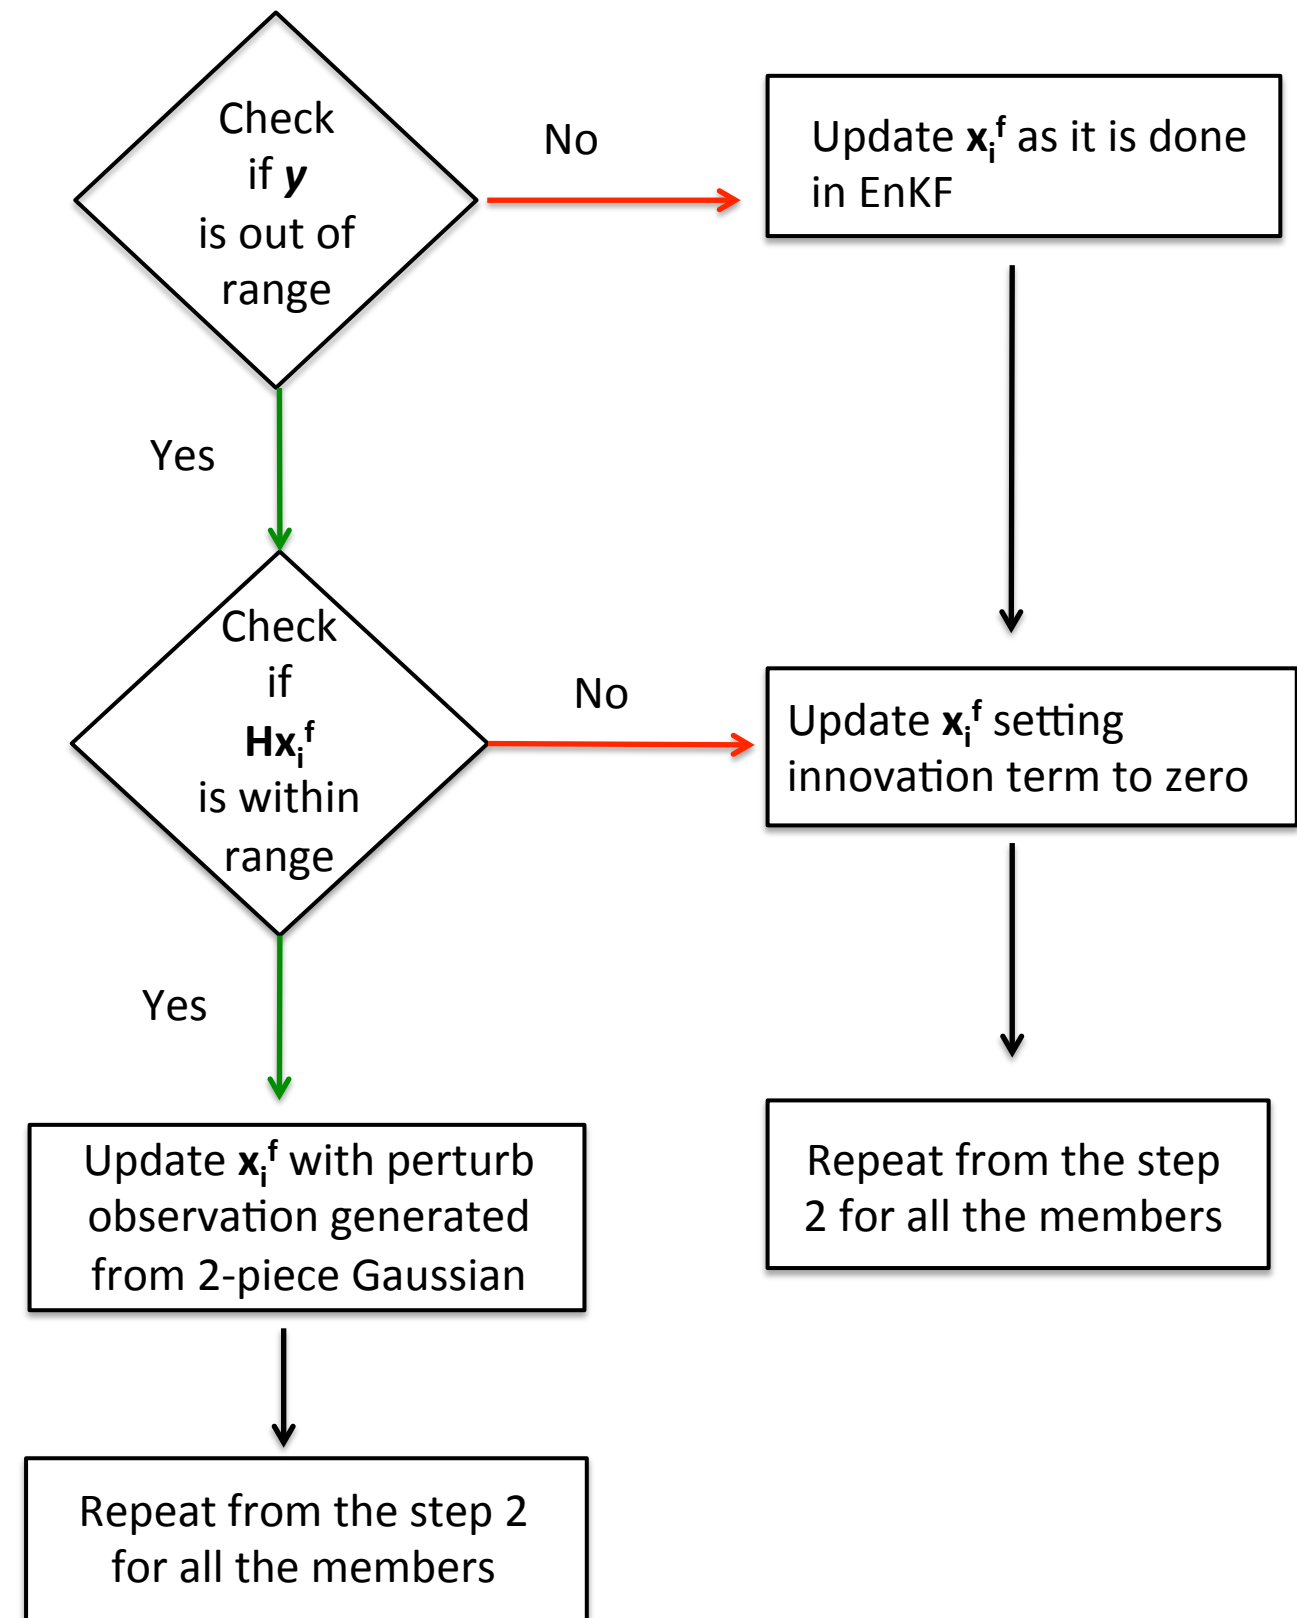 Check
if y
is out of
range
No
Update xᵢᶠ as it is done
in EnKF
Yes
Check
if
Hxᵢᶠ
is within
range
No
Update xᵢᶠ setting
innovation term to zero
Yes
Update xᵢᶠ with perturb
observation generated
from 2-piece Gaussian
Repeat from the step
2 for all the members
Repeat from the step 2
for all the members